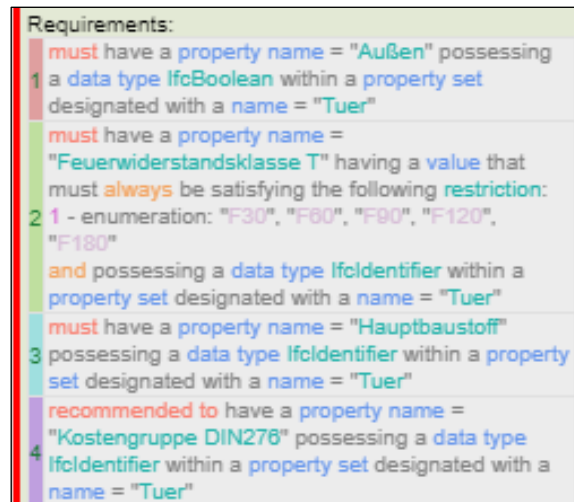 Requirements:
must have a property name = "Außen" possessing
1 a data type IfcBoolean within a property set
designated with a name = "Tuer"
must have a property name =
"Feuerwiderstandsklasse T" having a value that
must always be satisfying the following restriction:
2 1 - enumeration: "F30", "F60", "F90", "F120",
"F180"
and possessing a data type IfcIdentifier within a
property set designated with a name = "Tuer"
must have a property name = "Hauptbaustoff"
3 possessing a data type IfcIdentifier within a property
set designated with a name = "Tuer"
recommended to have a property name =
"Kostengruppe DIN276" possessing a data type
4 IfcIdentifier within a property set designated with a
name = "Tuer"